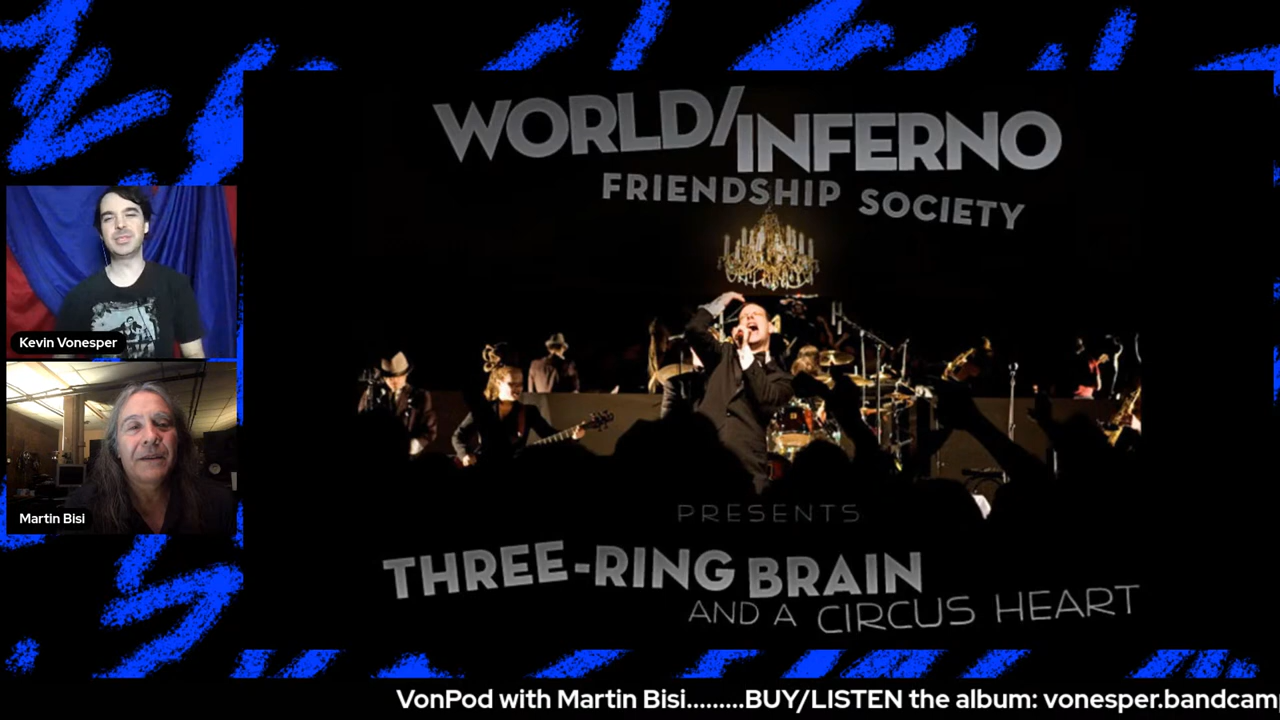 WORLD/INFERNO
FRIENDSHIP SOCIETY
Kevin Vonesper
Martin Bisi
PRESENTS
THREE-RING BRAIN
AND A CIRCUS HEART
VonPod with Martin Bisi.........BUY/LISTEN the album: vonesper.bandcam